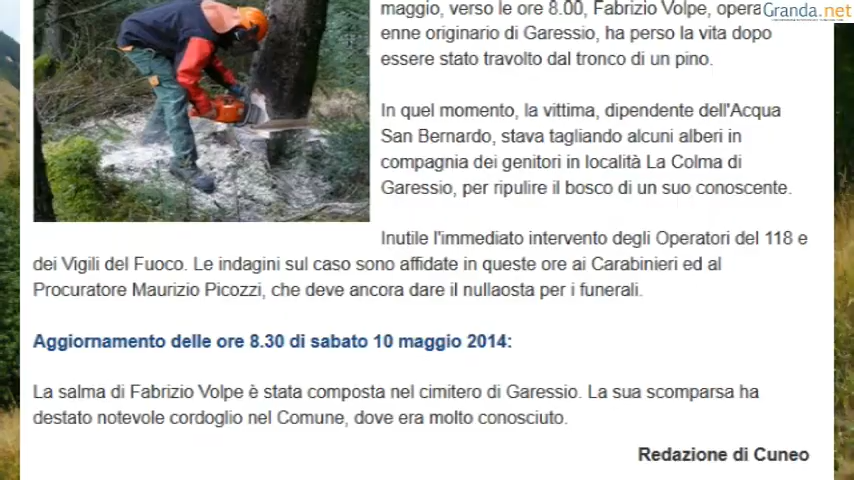 Granda.net
maggio, verso le ore 8.00, Fabrizio Volpe,
enne originario di Garessio, ha perso la vita dopo
essere stato travolto dal tronco di un pino.
In quel momento, la vittima, dipendente dell'Acqua
San Bernardo, stava tagliando alcuni alberi in
compagnia dei genitori in località La Colma di
Garessio, per ripulire il bosco di un suo conoscente.
Inutile l'immediato intervento degli Operatori del 118 e
dei Vigili del Fuoco. Le indagini sul caso sono affidate in queste ore ai Carabinieri ed al
Procuratore Maurizio Picozzi, che deve ancora dare il nullaosta per i funerali.
Aggiornamento delle ore 8.30 di sabato 10 maggio 2014:
La salma di Fabrizio Volpe è stata composta nel cimitero di Garessio. La sua scomparsa ha
destato notevole cordoglio nel Comune, dove era molto conosciuto.
Redazione di Cuneo